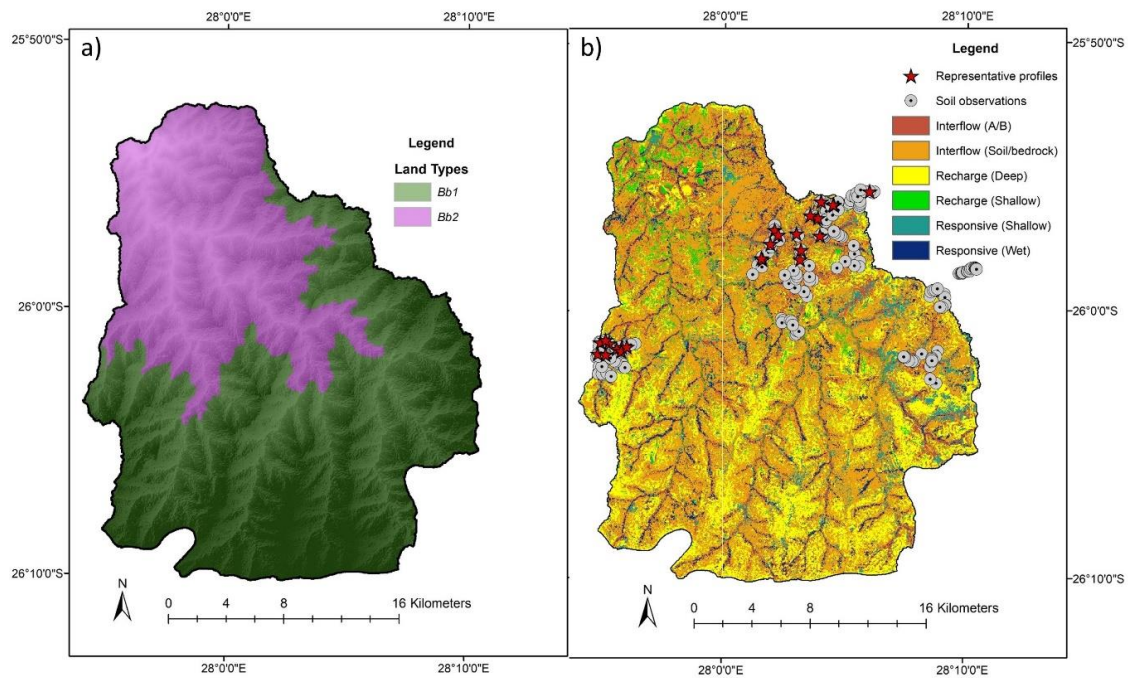 28°0'0"E
28°10'0"E
25°50'0"S
a)
Legend
Land Types
Bb1
Bb2
26°0'0"S
26°10'0"S
N
0
4
8
16 Kilometers
28°0'0"E
28°10'0"E
28°0'0"E
28°10'0"E
b)
25°50'0"S
Legend
Representative profiles
Soil observations
Interflow (A/B)
Interflow (Soil/bedrock)
Recharge (Deep)
Recharge (Shallow)
Responsive (Shallow)
Responsive (Wet)
26°0'0"S
26°10'0"S
N
0
4
8
16 Kilometers
28°0'0"E
28°10'0"E